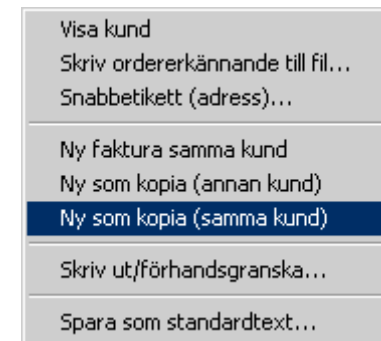 Visa kund
Skriv ordererkännande till fil...
Snabbetikett (adress)...
Ny faktura samma kund
Ny som kopia (annan kund)
Ny som kopia (samma kund)
Skriv ut/förhandsgranska...
Spara som standardtext...